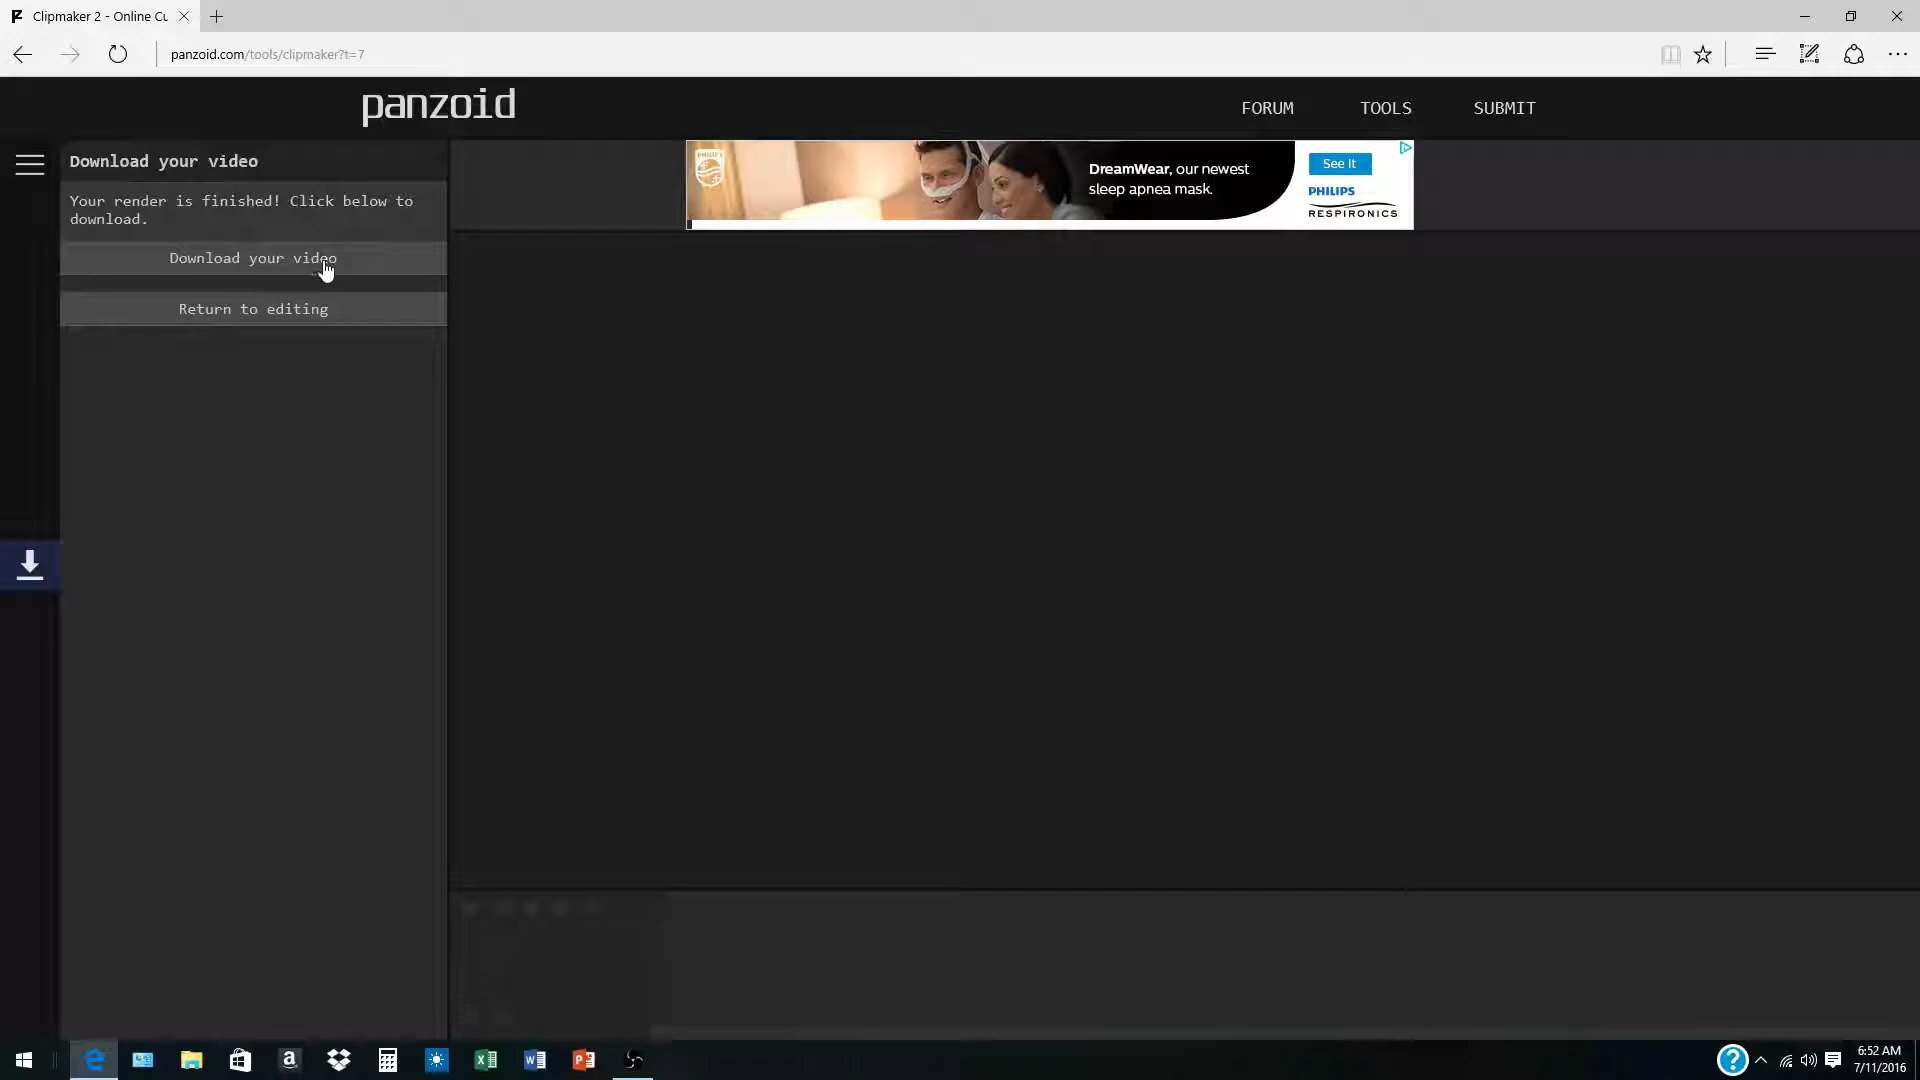 Clipmaker 2 - Online Cu
panzoid.com/tools/clipmaker?t=7
panzoid
FORUM
TOOLS
SUBMIT
Download your video
Your render is finished! Click below to
download.
Download your video
Return to editing
PHILIPS
DreamWear, our newest
sleep apnea mask.
See It
PHILIPS
RESPIRONICS
6:52 AM
7/11/2016